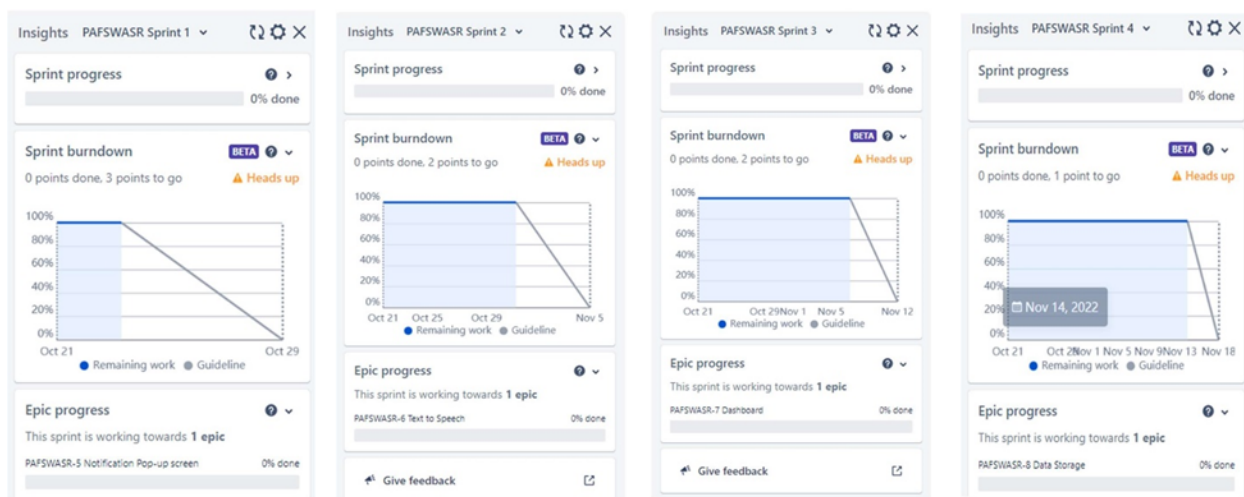 Insights PAFSWASR Sprint 1
Sprint progress
0% done
Sprint burndown BETA
0 points done, 3 points to go Heads up
100%
80%
60%
40%
20%
0%
Oct 21 Oct 29
Remaining work Guideline
Epic progress
This sprint is working towards 1 epic
PAFSWASR-5 Notification Pop-up screen 0% done
Insights PAFSWASR Sprint 2
Sprint progress
0% done
Sprint burndown BETA
0 points done, 2 points to go Heads up
100%
80%
60%
40%
20%
0%
Oct 21 Oct 25 Oct 29 Nov 5
Remaining work Guideline
Epic progress
This sprint is working towards 1 epic
PAFSWASR-6 Text to Speech 0% done
Give feedback
Insights PAFSWASR Sprint 3
Sprint progress
0% done
Sprint burndown BETA
0 points done, 2 points to go Heads up
100%
80%
60%
40%
20%
0%
Oct 21 Oct 29 Nov 1 Nov 5 Nov 12
Remaining work Guideline
Epic progress
This sprint is working towards 1 epic
PAFSWASR-7 Dashboard 0% done
Give feedback
Insights PAFSWASR Sprint 4
Sprint progress
0% done
Sprint burndown BETA
0 points done, 1 point to go Heads up
100%
80%
60%
40%
20%
Nov 14, 2022
0%
Oct 21 Oct Nov 1 Nov 5 Nov 9 Nov 13 Nov 18
Remaining work Guideline
Epic progress
This sprint is working towards 1 epic
PAFSWASR-8 Data Storage 0% done